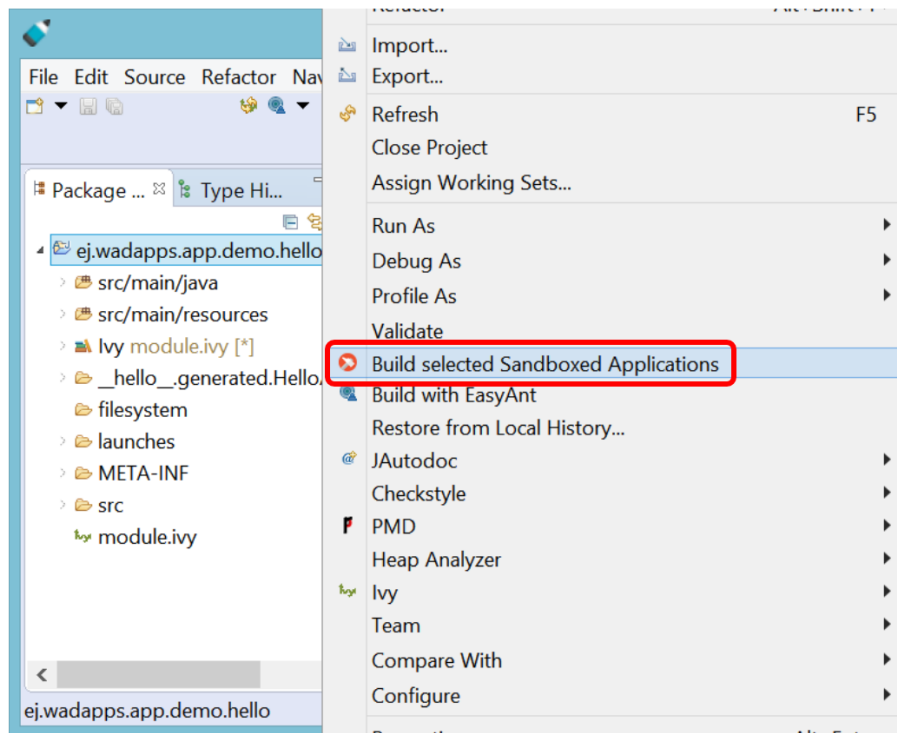 File Edit Source Refactor
Package ... Type Hi...
ej.wadapps.app.demo.hello
src/main/java
src/main/resources
Ivy module.ivy [*]
__hello__.generated.Hello
filesystem
launches
META-INF
src
module.ivy
ej.wadapps.app.demo.hello
Import...
Export...
Refresh F5
Close Project
Assign Working Sets...
Run As
Debug As
Profile As
Validate
Build selected Sandboxed Applications
Build with EasyAnt
Restore from Local History...
JAutodoc
Checkstyle
PMD
Heap Analyzer
Ivy
Team
Compare With
Configure